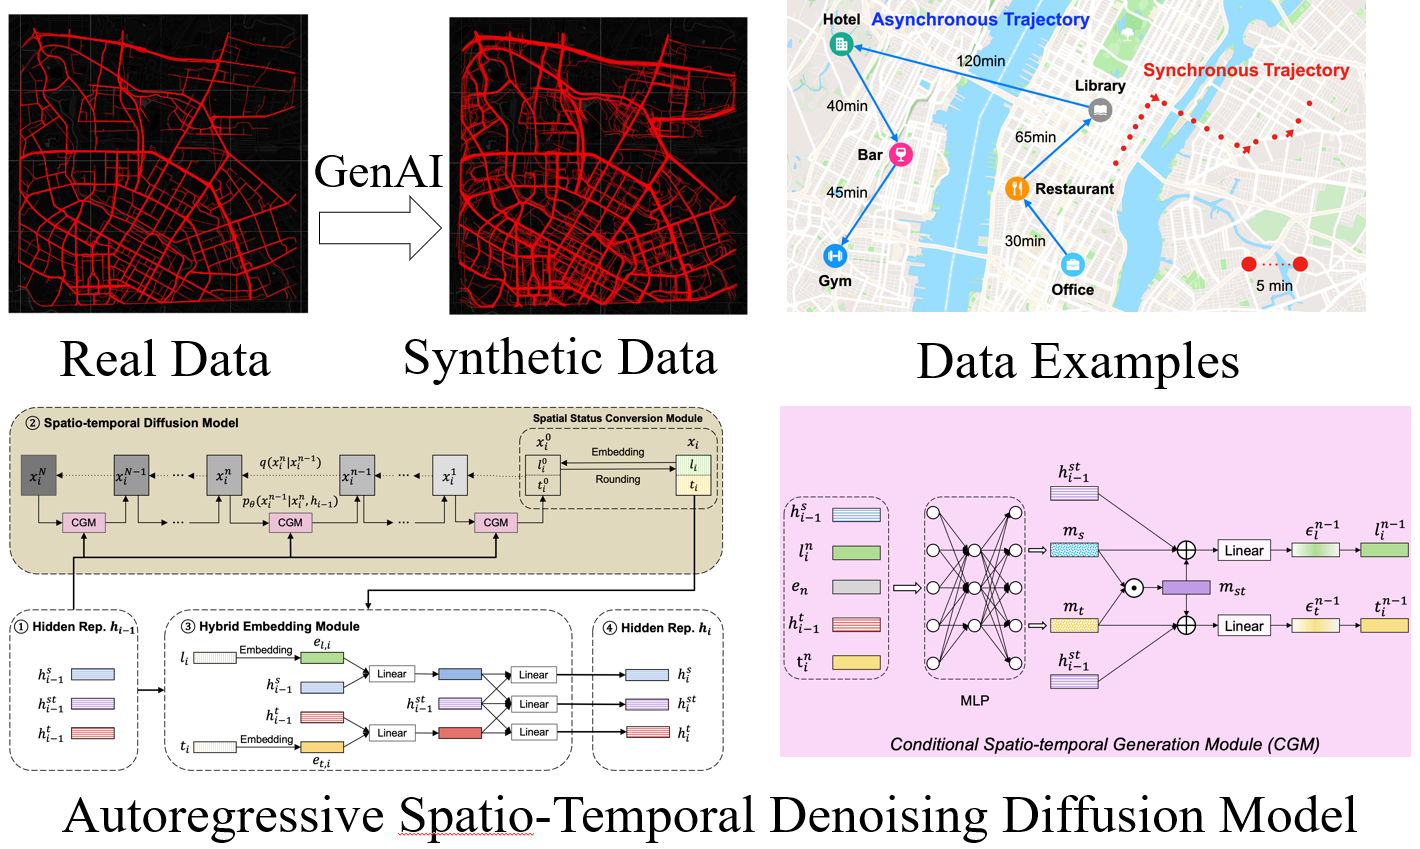 GenAI
Real Data
Synthetic Data
Hotel
Asynchronous Trajectory
120min
Synchronous Trajectory
Library
40min
65min
Bar
45min
Restaurant
30min
Gym
Office
5 min
Data Examples
② Spatio-temporal Diffusion Model
Spatial Status Conversion Module
x_i^0
x_i
x_i^N
x_i^{N-1}
...
x_i^n
q(x_i^n|x_i^{n-1})
x_i^{n-1}
...
x_i^1
l_i^0
t_i^0
Embedding
Rounding
l_i
t_i
p_θ(x_i^{n-1}|x_i^n, h_{i-1})
CGM
...
CGM
...
CGM
① Hidden Rep. h_{i-1}
h_{i-1}^s
h_{i-1}^{st}
h_{i-1}^t
③ Hybrid Embedding Module
l_i
Embedding
e_{l,i}
h_{i-1}^s
Linear
Linear
h_{i-1}^t
h_{i-1}^{st}
Linear
t_i
Embedding
e_{t,i}
Linear
Linear
④ Hidden Rep. h_i
h_i^s
h_i^{st}
h_i^t
h_{i-1}^s
l_i^n
e_n
h_{i-1}^t
t_i^n
MLP
h_{i-1}^{st}
m_s
m_t
h_{i-1}^{st}
m_{st}
Linear
ϵ_l^{n-1}
l_i^{n-1}
Linear
ϵ_t^{n-1}
t_i^{n-1}
Conditional Spatio-temporal Generation Module (CGM)
Autoregressive Spatio-Temporal Denoising Diffusion Model